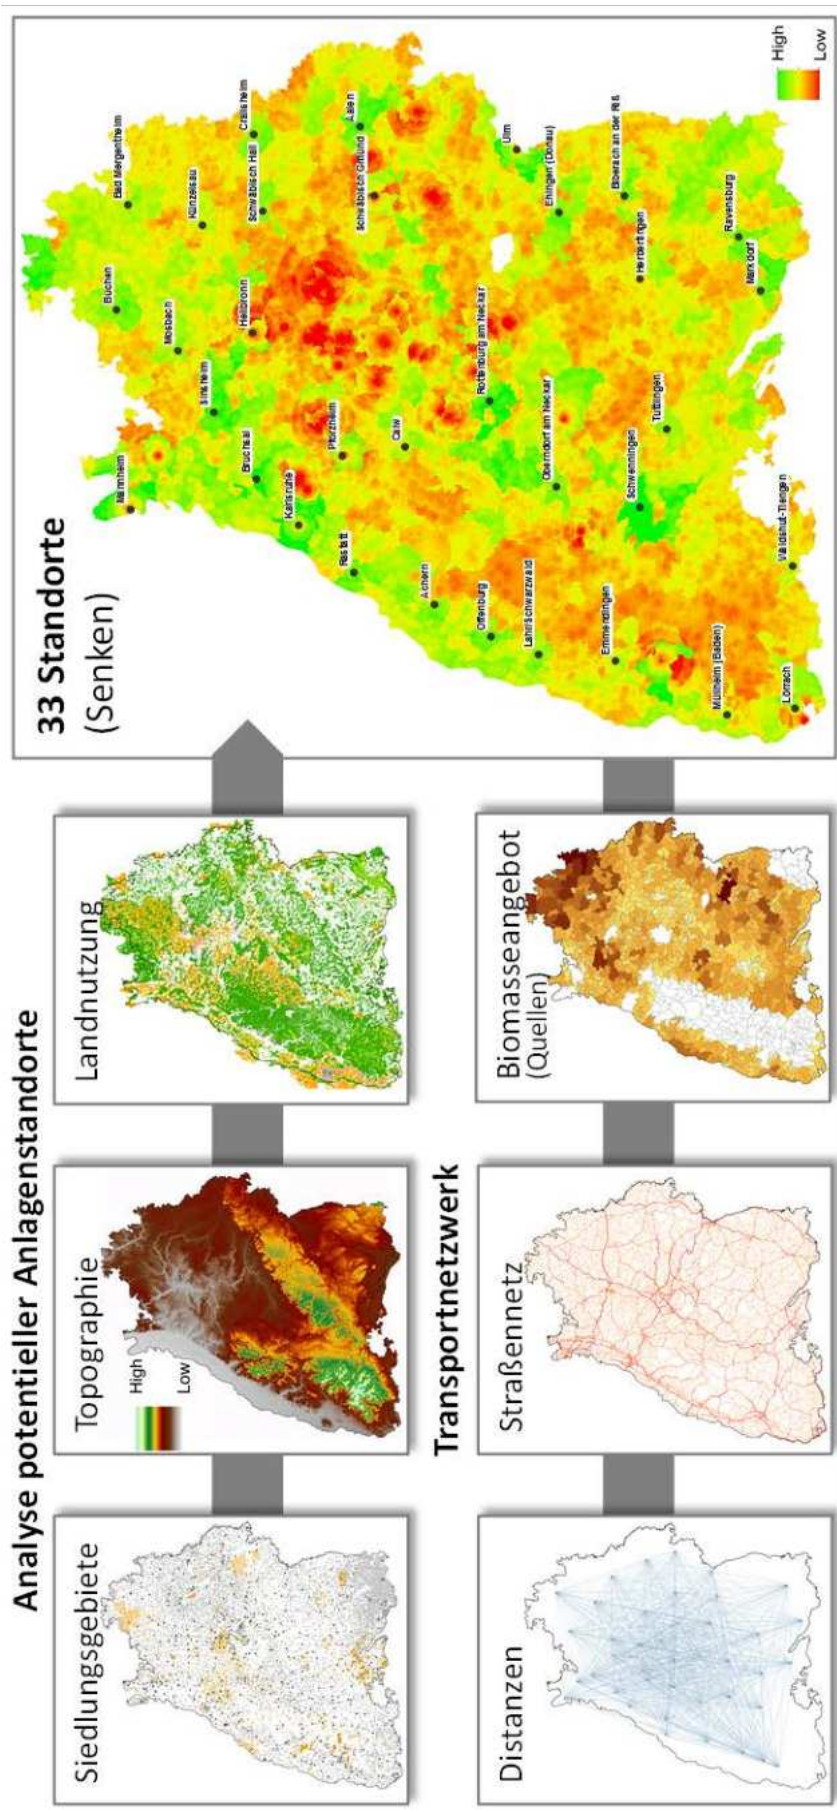 Analyse potentieller Anlagenstandorte
Siedlungsgebiete
Topographie
High
Low
Landnutzung
33 Standorte
(Senken)
High
Low
Mannheim
Buchen
Bad Mergentheim
Mosbach
Künzelsau
Sinsheim
Crailsheim
Schwäbisch Hall
Heilbronn
Bruchsal
Karlsruhe
Pforzheim
Aalen
Schwäbisch Gmünd
Rastatt
Calw
Achern
Offenburg
Rottenburg am Neckar
Ulm
Lahr/Schwarzwald
Oberndorf am Neckar
Ehingen (Donau)
Emmendingen
Schwenningen
Herbertingen
Biberach an der Riß
Tuttlingen
Müllheim (Baden)
Ravensburg
Markdorf
Lörrach
Waldshut-Tiengen
Transportnetzwerk
Distanzen
Straßennetz
Biomasseangebot
(Quellen)